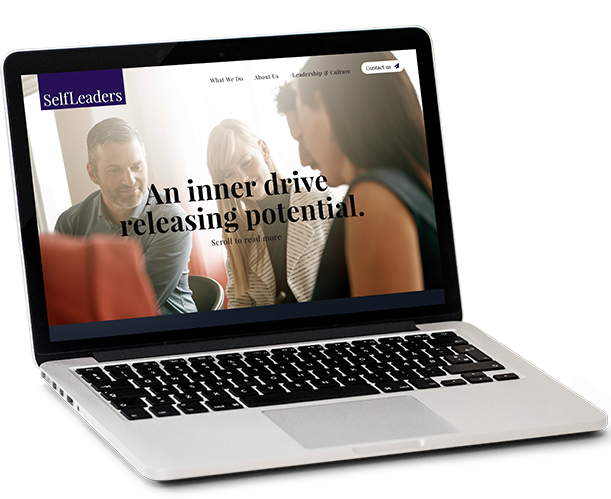 SelfLeaders
What We Do
About Us
Leadership & Culture
Contact us
An inner drive
releasing potential.
Scroll to read more